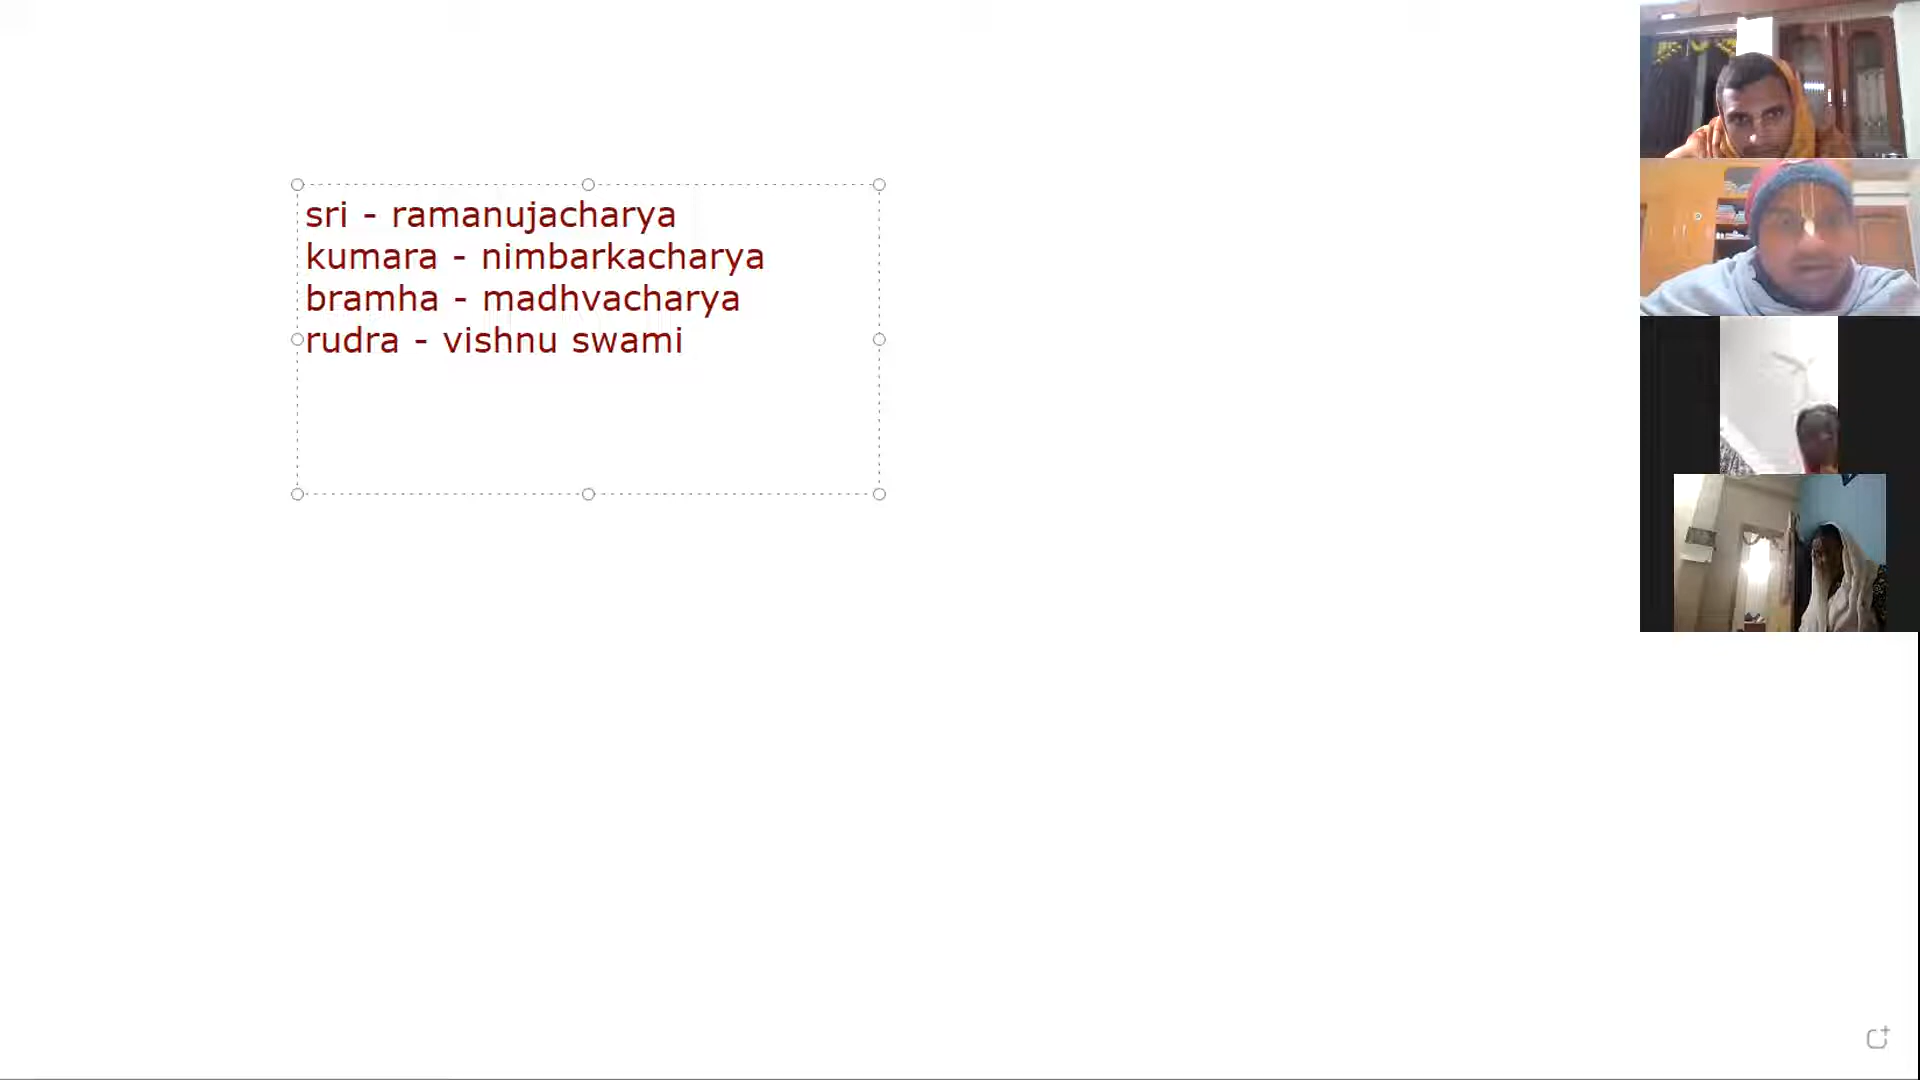 sri - ramanujacharya
kumara - nimbarkacharya
bramha - madhvacharya
rudra - vishnu swami